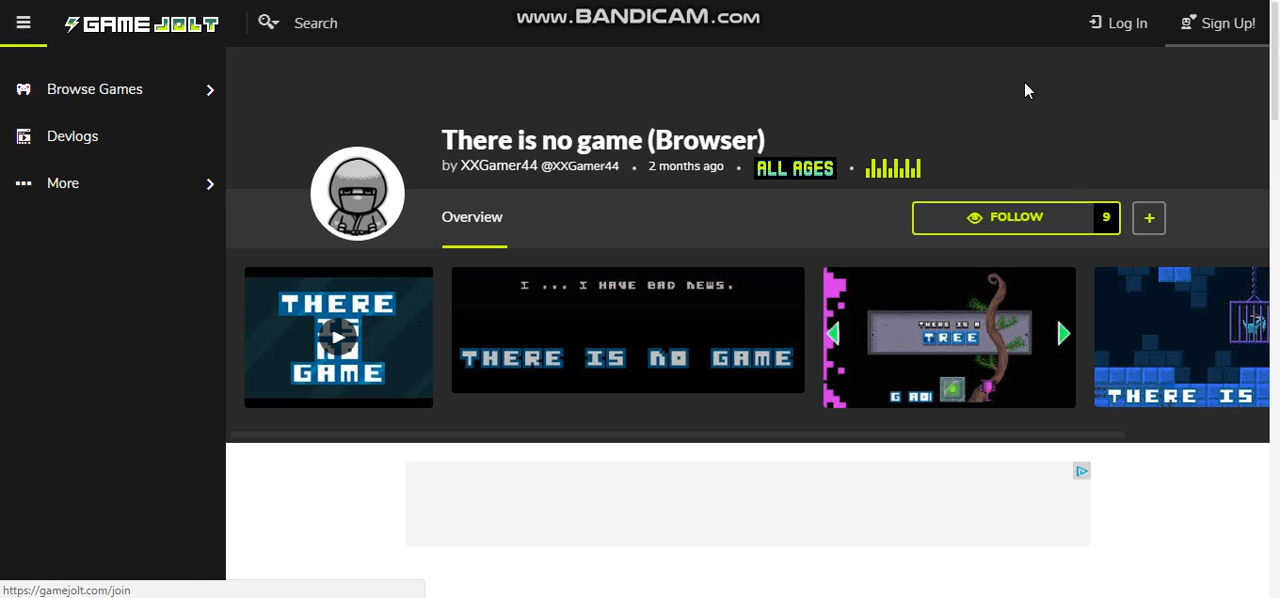 www.BANDICAM.com
GAME JOLT
Search
Log In
Sign Up!
Browse Games
Devlogs
More
There is no game (Browser)
by XXGamer44 @XXGamer44 • 2 months ago • ALL AGES •
Overview
FOLLOW 9
+
THERE
GAME
I ... I HAVE BAD NEWS.
THERE IS NO GAME
THERE IS A
TREE
THERE IS
https://gamejolt.com/join